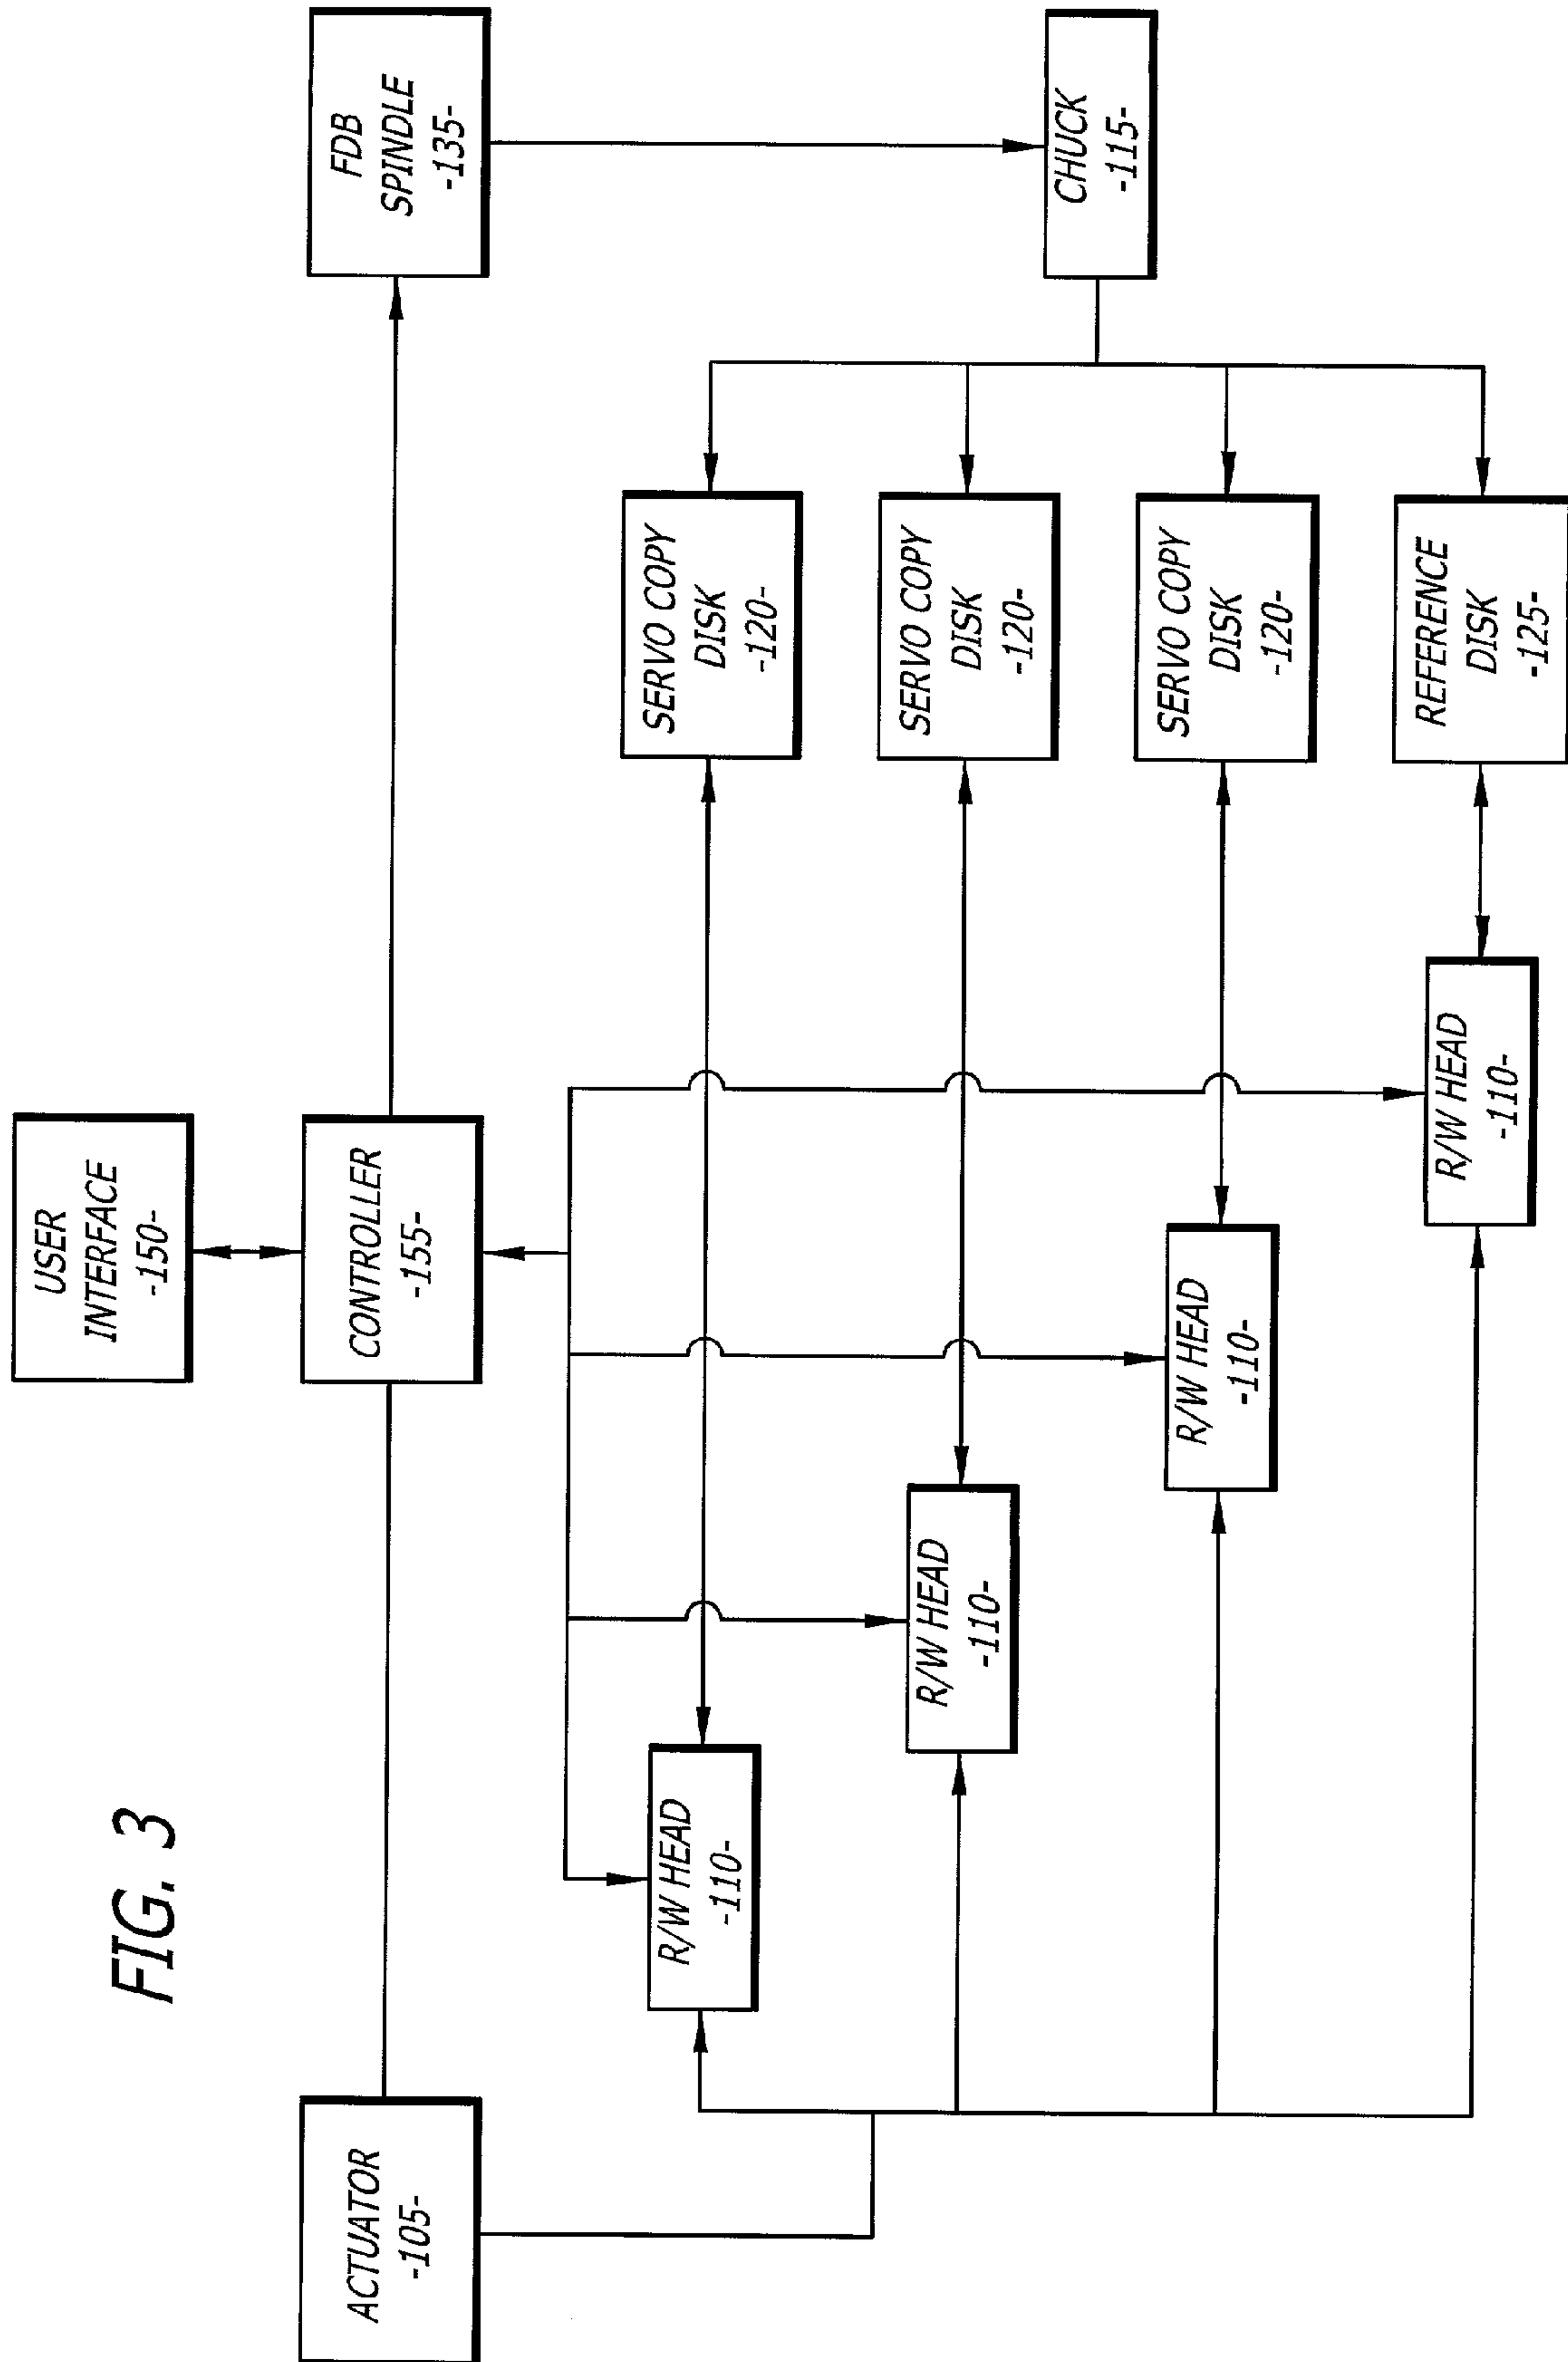 FIG. 3
USER
INTERFACE
-150-
ACTUATOR
-105-
CONTROLLER
-155-
FDB
SPINDLE
-135-
R/W HEAD
-110-
R/W HEAD
-110-
R/W HEAD
-110-
R/W HEAD
-110-
SERVO COPY
DISK
-120-
SERVO COPY
DISK
-120-
SERVO COPY
DISK
-120-
REFERENCE
DISK
-125-
CHUCK
-115-